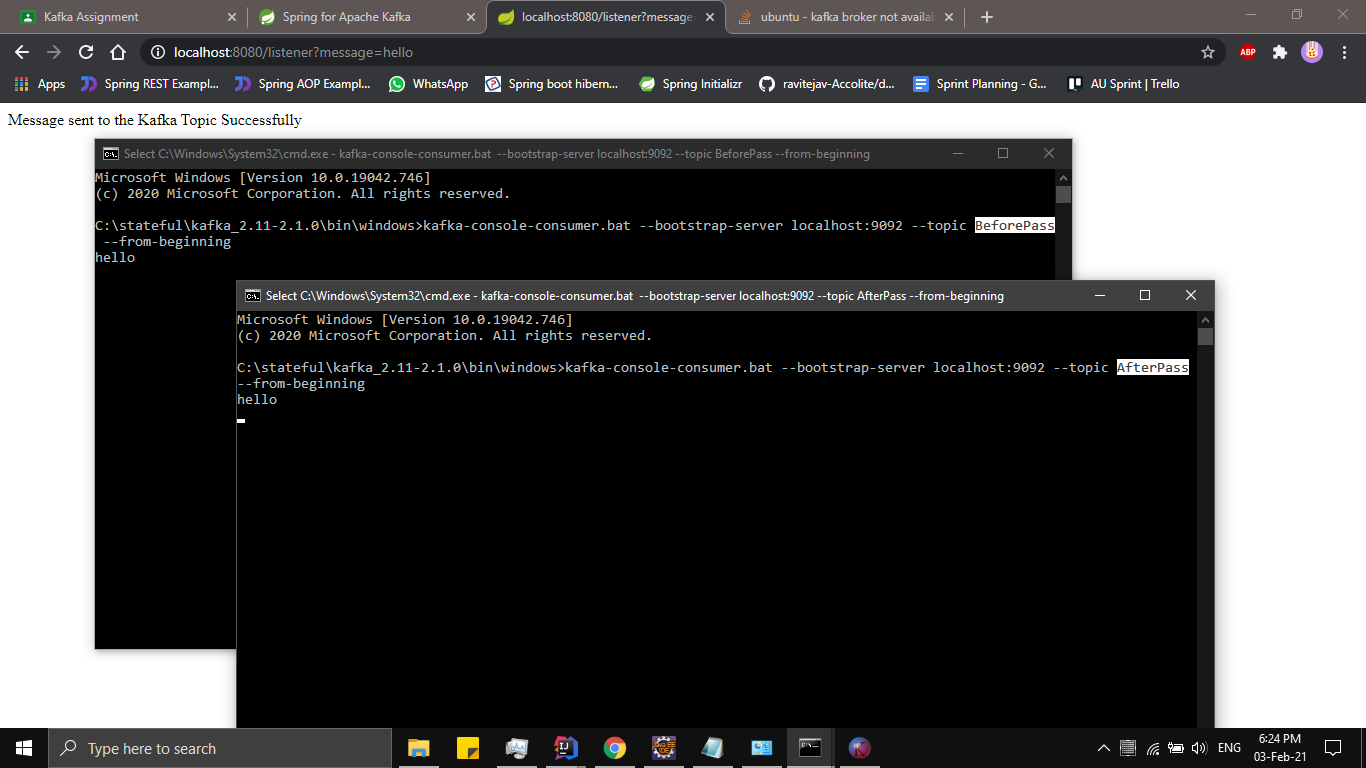 Kafka Assignment
Spring for Apache Kafka
localhost:8080/listener?message=
ubuntu - kafka broker not availab
localhost:8080/listener?message=hello
ABP
Apps
Spring REST Exampl...
Spring AOP Exampl...
WhatsApp
Spring boot hibern...
Spring Initializr
ravitejav-Accolite/d...
Sprint Planning - G...
AU Sprint | Trello
Message sent to the Kafka Topic Successfully
Select C:\Windows\System32\cmd.exe - kafka-console-consumer.bat --bootstrap-server localhost:9092 --topic BeforePass --from-beginning
Microsoft Windows [Version 10.0.19042.746]
(c) 2020 Microsoft Corporation. All rights reserved.
C:\stateful\kafka_2.11-2.1.0\bin\windows>kafka-console-consumer.bat --bootstrap-server localhost:9092 --topic BeforePass
--from-beginning
hello
Select C:\Windows\System32\cmd.exe - kafka-console-consumer.bat --bootstrap-server localhost:9092 --topic AfterPass --from-beginning
Microsoft Windows [Version 10.0.19042.746]
(c) 2020 Microsoft Corporation. All rights reserved.
C:\stateful\kafka_2.11-2.1.0\bin\windows>kafka-console-consumer.bat --bootstrap-server localhost:9092 --topic AfterPass
--from-beginning
hello
Type here to search
ENG
6:24 PM
03-Feb-21